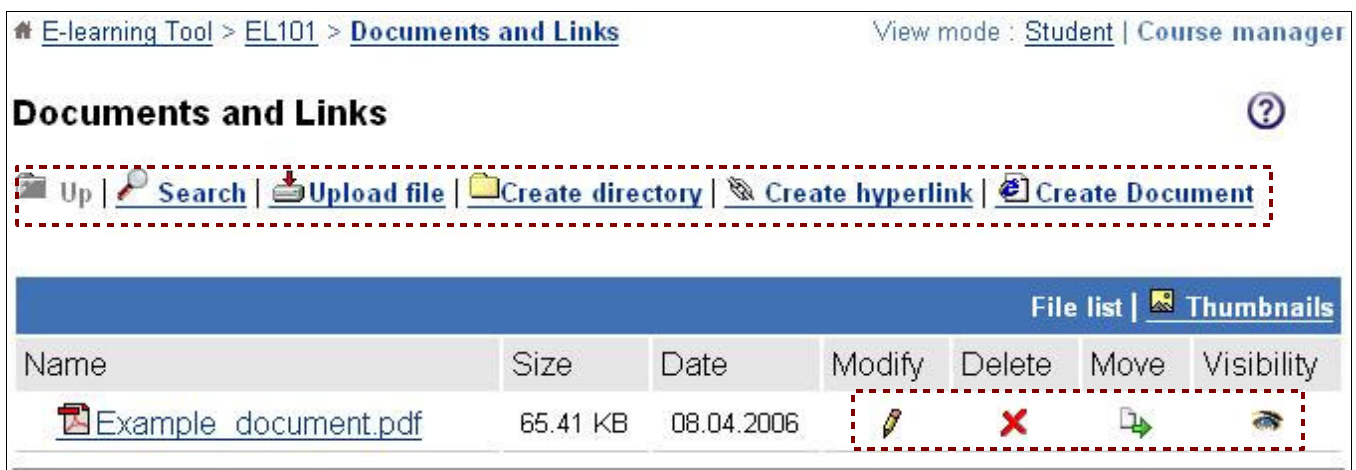 E-learning Tool > EL101 > Documents and Links View mode : Student | Course manager
Documents and Links ?
Up | Search | Upload file | Create directory | Create hyperlink | Create Document
File list | Thumbnails
Name Size Date Modify Delete Move Visibility
Example_document.pdf 65.41 KB 08.04.2006